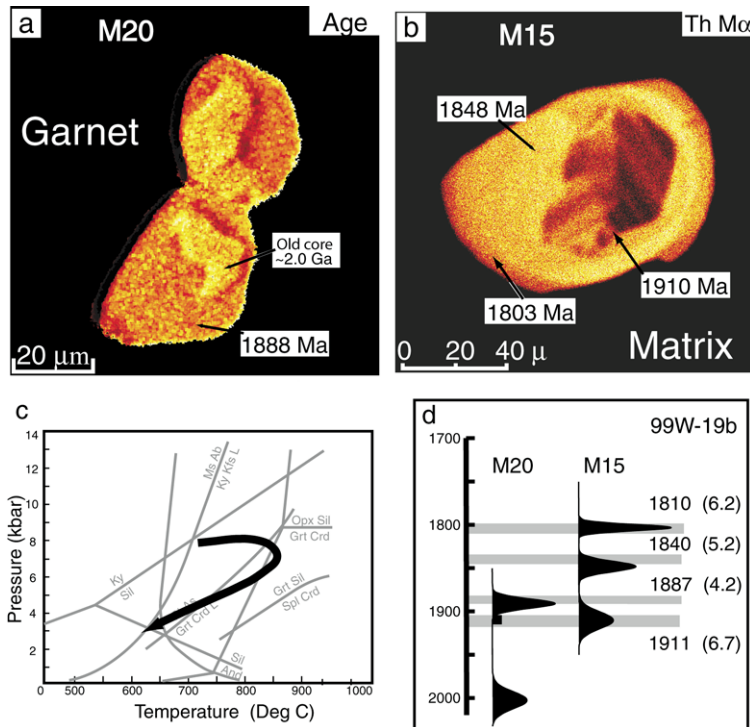 a
M20
Age
Garnet
Old core
~2.0 Ga
1888 Ma
20 μm
b
M15
Th Mα
1848 Ma
1910 Ma
1803 Ma
Matrix
0 20 40 μ
c
Pressure (kbar)
14
12
10
8
6
4
2
Ms Ab
Ky Kfs L
Opx Sil
Grt Crd
Ky
Sil
Grt Crd L
Grt Sil
Spl Crd
Sil
And
0 500 600 700 800 900 1000
Temperature (Deg C)
d
99W-19b
1700
M20 M15
1800
1900
2000
1810 (6.2)
1840 (5.2)
1887 (4.2)
1911 (6.7)